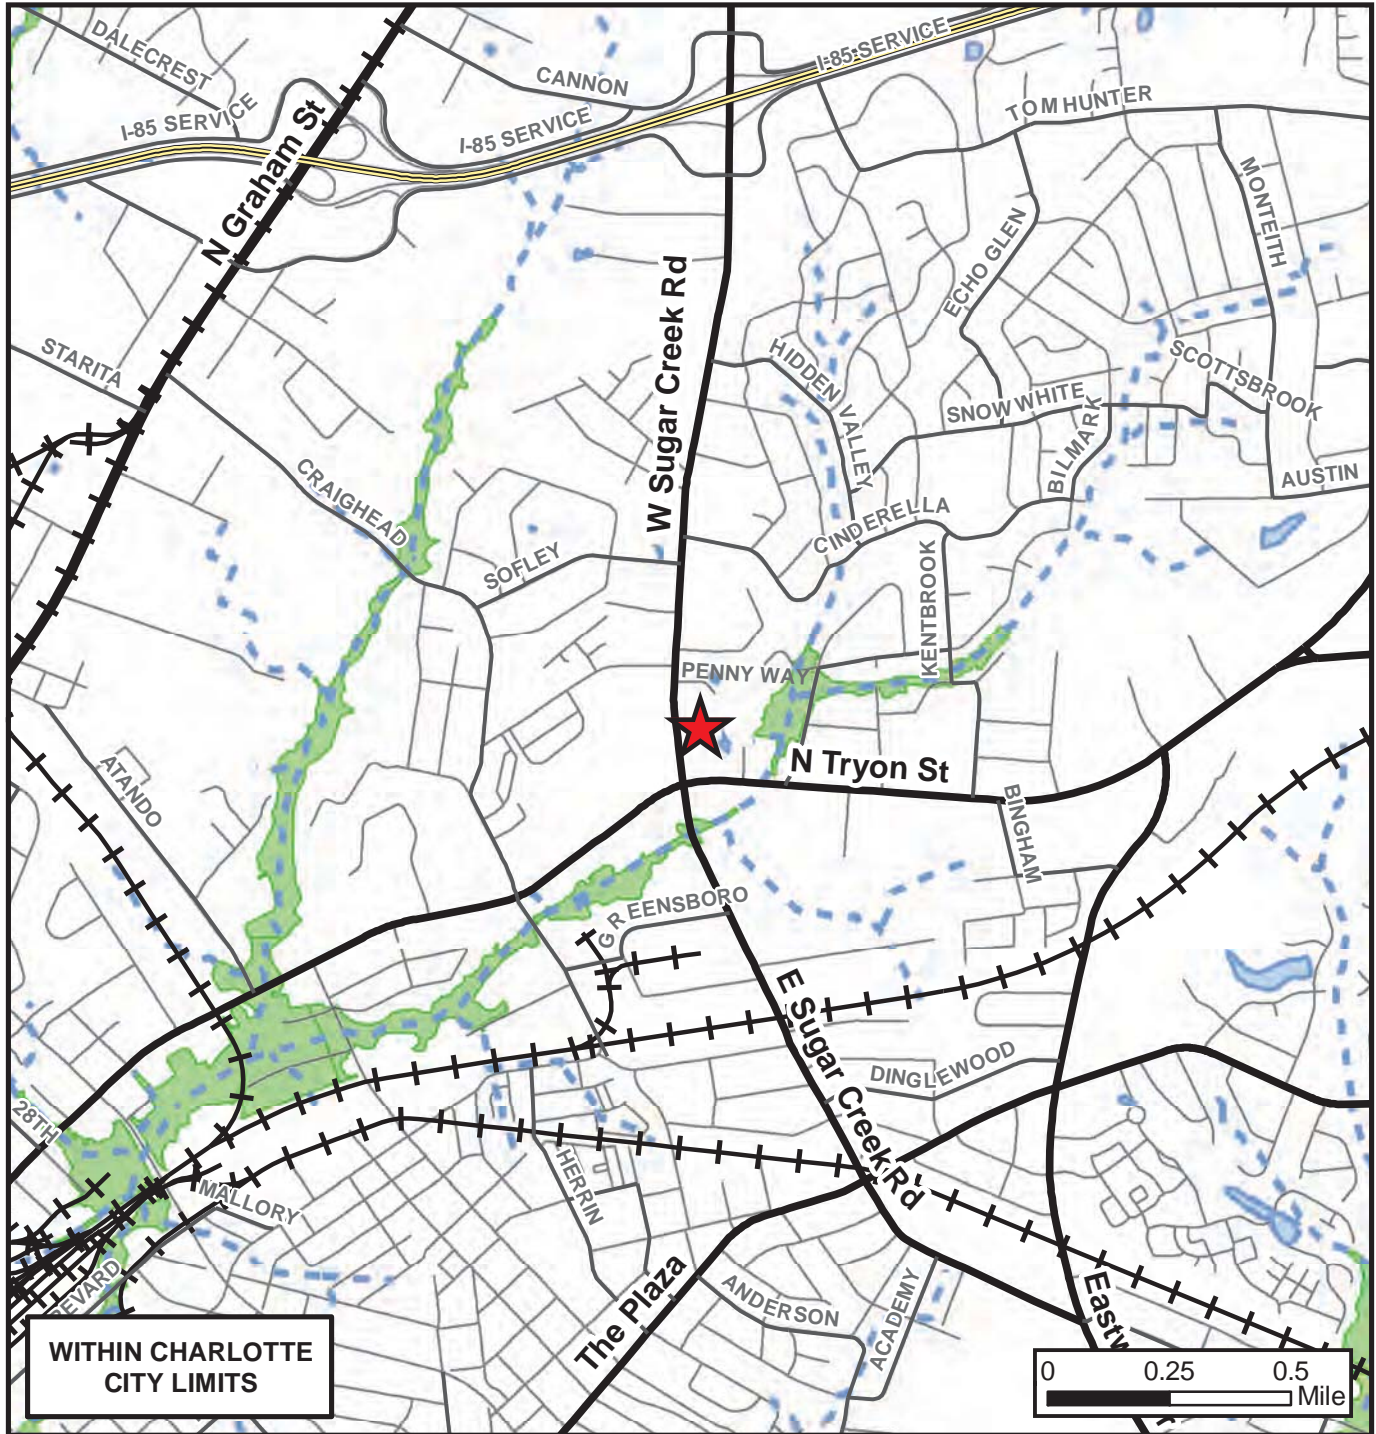 DALECREST
CANNON
I-85 SERVICE
I-85 SERVICE
I-85 SERVICE
TOM HUNTER
N Graham St
MONTEITH
ECHO GLEN
W Sugar Creek Rd
STARITA
HIDDEN VALLEY
SCOTTSBROOK
SNOW WHITE
BILMARK
CRAIGHEAD
AUSTIN
CINDERELLA
SOFLEY
KENTBROOK
PENNY WAY
N Tryon St
ATANDO
BINGHAM
GREENSBORO
E Sugar Creek Rd
DINGLEWOOD
28TH
HERRIN
MALLORY
EVARD
The Plaza
ANDERSON
ACADEMY
Eastw
WITHIN CHARLOTTE
CITY LIMITS
0 0.25 0.5
Mile